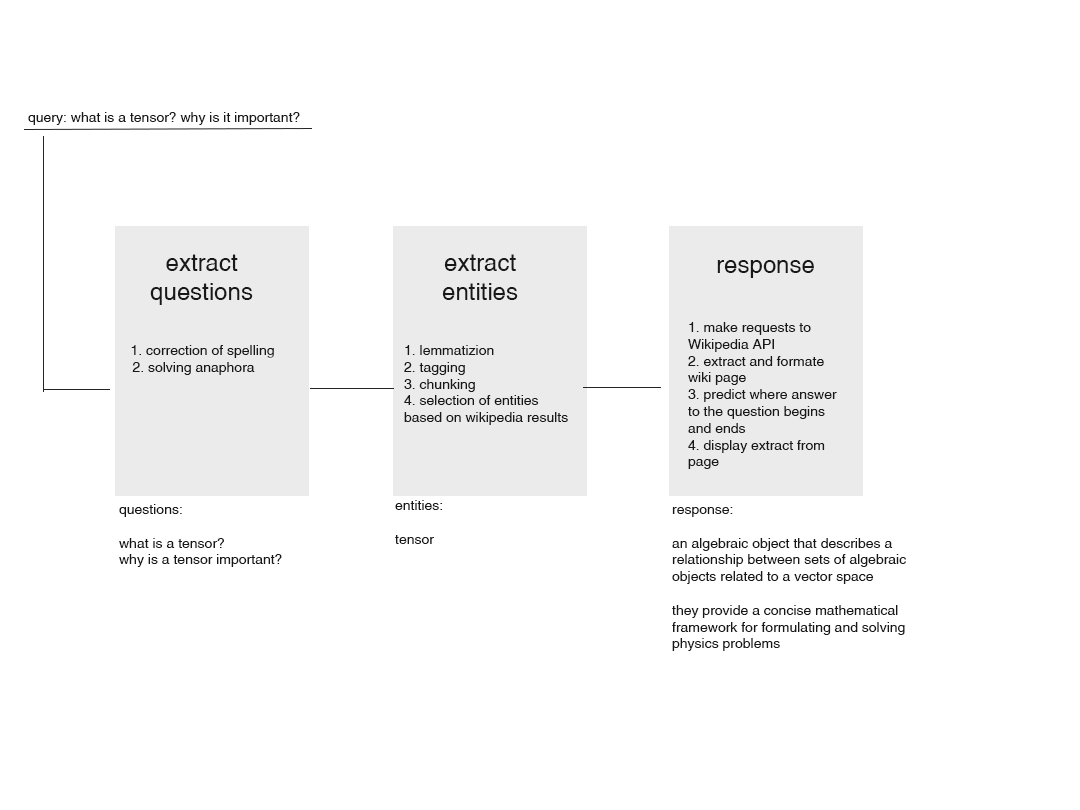 query: what is a tensor? why is it important?
extract
questions
1. correction of spelling
2. solving anaphora
questions:
what is a tensor?
why is a tensor important?
extract
entities
1. lemmatizion
2. tagging
3. chunking
4. selection of entities
based on wikipedia results
entities:
tensor
response
1. make requests to
Wikipedia API
2. extract and formate
wiki page
3. predict where answer
to the question begins
and ends
4. display extract from
page
response:
an algebraic object that describes a
relationship between sets of algebraic
objects related to a vector space
they provide a concise mathematical
framework for formulating and solving
physics problems